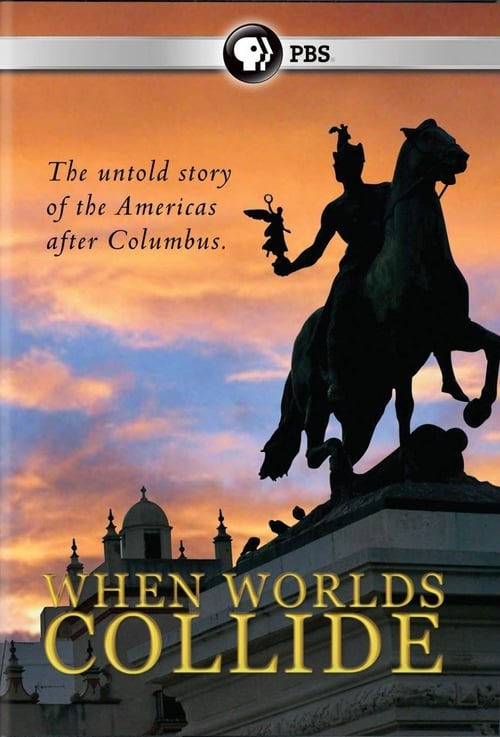 PBS
The untold story
of the Americas
after Columbus.
WHEN WORLDS
COLLIDE